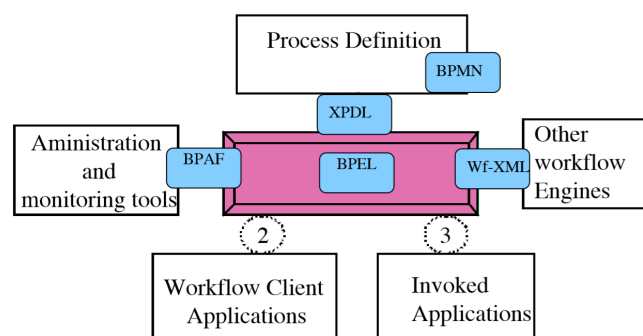 Process Definition
BPMN
XPDL
Aministration
and
monitoring tools
BPAF
BPEL
Wf-XML
Other
workflow
Engines
2
3
Workflow Client
Applications
Invoked
Applications